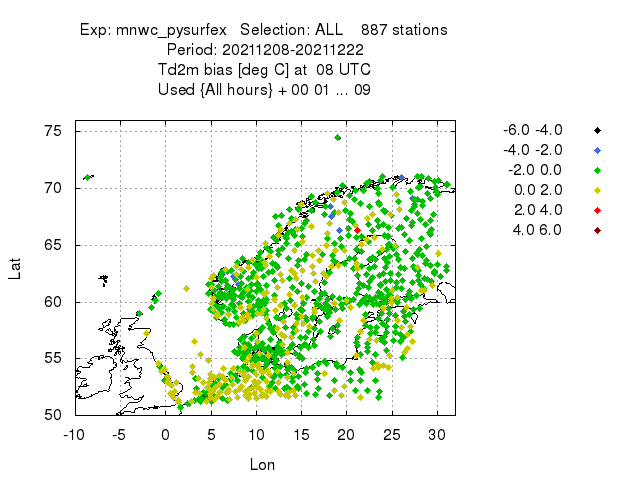 Exp: mnwc_pysurfex Selection: ALL 887 stations
Period: 20211208-20211222
Td2m bias [deg C] at 08 UTC
Used {All hours} + 00 01 ... 09
75
70
65
60
55
50
Lat
-10 -5 0 5 10 15 20 25 30
Lon
-6.0 -4.0
-4.0 -2.0
-2.0 0.0
0.0 2.0
2.0 4.0
4.0 6.0